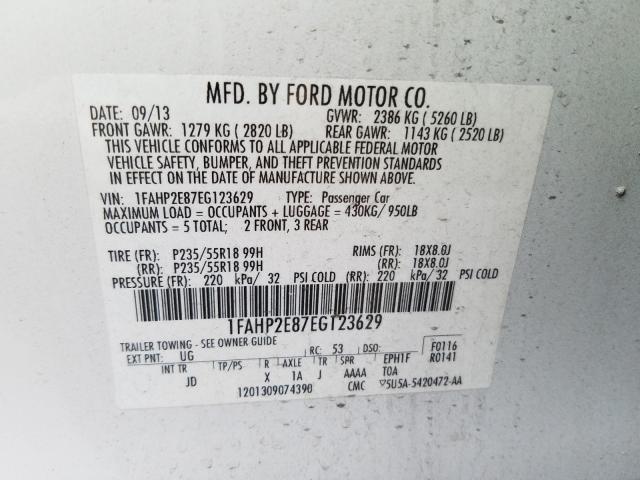 MFD. BY FORD MOTOR CO.
DATE: 09/13 GVWR: 2386 KG ( 5260 LB)
FRONT GAWR: 1279 KG ( 2820 LB) REAR GAWR: 1143 KG ( 2520 LB)
THIS VEHICLE CONFORMS TO ALL APPLICABLE FEDERAL MOTOR
VEHICLE SAFETY, BUMPER, AND THEFT PREVENTION STANDARDS
IN EFFECT ON THE DATE OF MANUFACTURE SHOWN ABOVE.
VIN: 1FAHP2E87EG123629 TYPE: Passenger Car
MAXIMUM LOAD = OCCUPANTS + LUGGAGE = 430KG/ 950LB
OCCUPANTS = 5 TOTAL; 2 FRONT, 3 REAR
TIRE (FR): P235/55R18 99H RIMS (FR): 18X8.0J
(RR): P235/55R18 99H (RR): 18X8.0J
PRESSURE (FR): 220 kPa/ 32 PSI COLD (RR): 220 kPa/ 32 PSI COLD
1FAHP2E87EG123629
TRAILER TOWING - SEE OWNER GUIDE F0116
EXT PNT: UG RC: 53 DSO: R0141
INT TR TP/PS R AXLE TR SPR EPH1F
JD X 1A J AAAA TOA
1201309074390 CMC ▽5U5A-5420472-AA